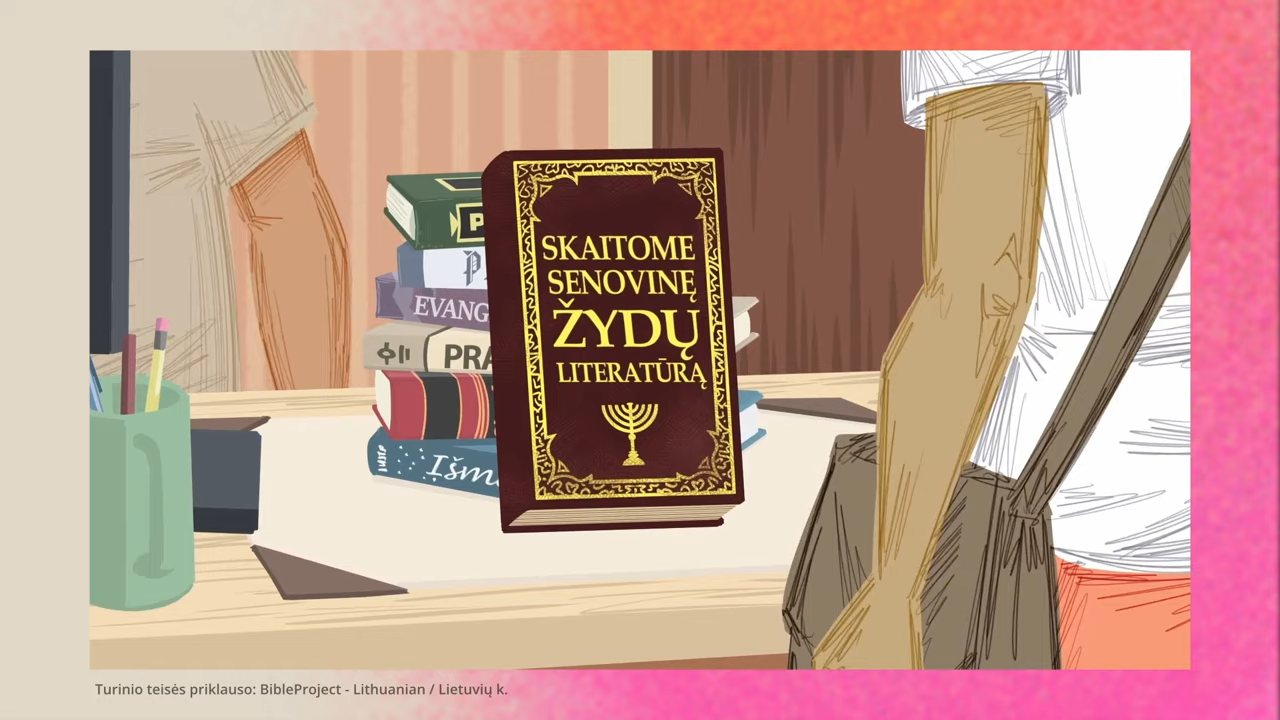 SKAITOME
SENOVINĘ
ŽYDŲ
LITERATŪRĄ
P
P
EVANG
PRA
Išm
Turinio teisės priklauso: BibleProject - Lithuanian / Lietuvių k.